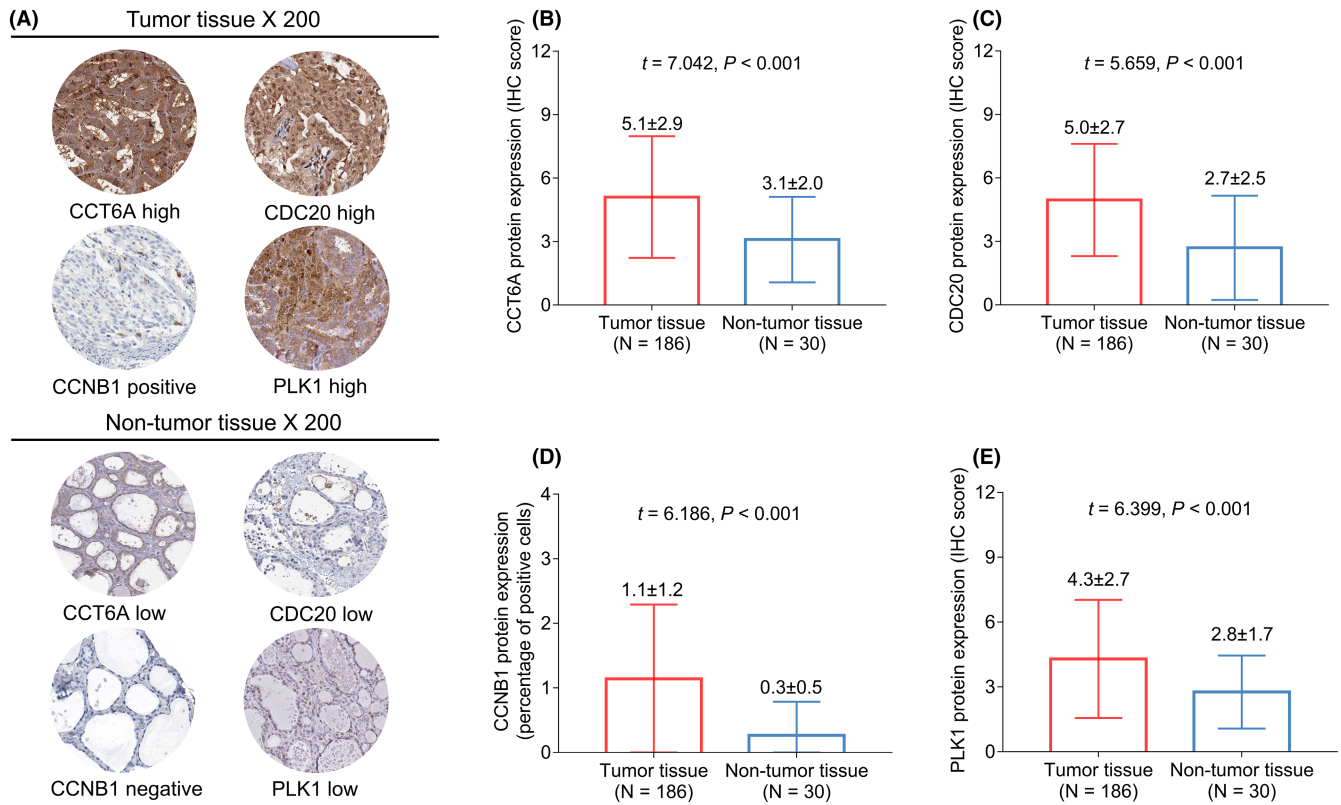 (A)
Tumor tissue X 200
CCT6A high
CDC20 high
CCNB1 positive
PLK1 high
Non-tumor tissue X 200
CCT6A low
CDC20 low
CCNB1 negative
PLK1 low
(B)
CCT6A protein expression (IHC score)
12
9
6
3
0
t = 7.042, P < 0.001
5.1±2.9
3.1±2.0
Tumor tissue
(N = 186)
Non-tumor tissue
(N = 30)
(C)
CDC20 protein expression (IHC score)
12
9
6
3
0
t = 5.659, P < 0.001
5.0±2.7
2.7±2.5
Tumor tissue
(N = 186)
Non-tumor tissue
(N = 30)
(D)
CCNB1 protein expression
(percentage of positive cells)
4
3
2
1
0
t = 6.186, P < 0.001
1.1±1.2
0.3±0.5
Tumor tissue
(N = 186)
Non-tumor tissue
(N = 30)
(E)
PLK1 protein expression (IHC score)
12
9
6
3
0
t = 6.399, P < 0.001
4.3±2.7
2.8±1.7
Tumor tissue
(N = 186)
Non-tumor tissue
(N = 30)